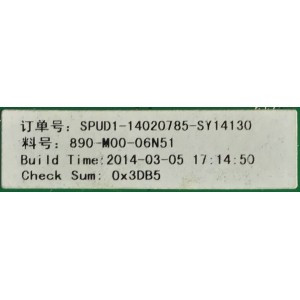 订单号: SPUD1-14020785-SY14130
料号: 890-M00-06N51
Build Time:2014-03-05 17:14:50
Check Sum: 0x3DB5